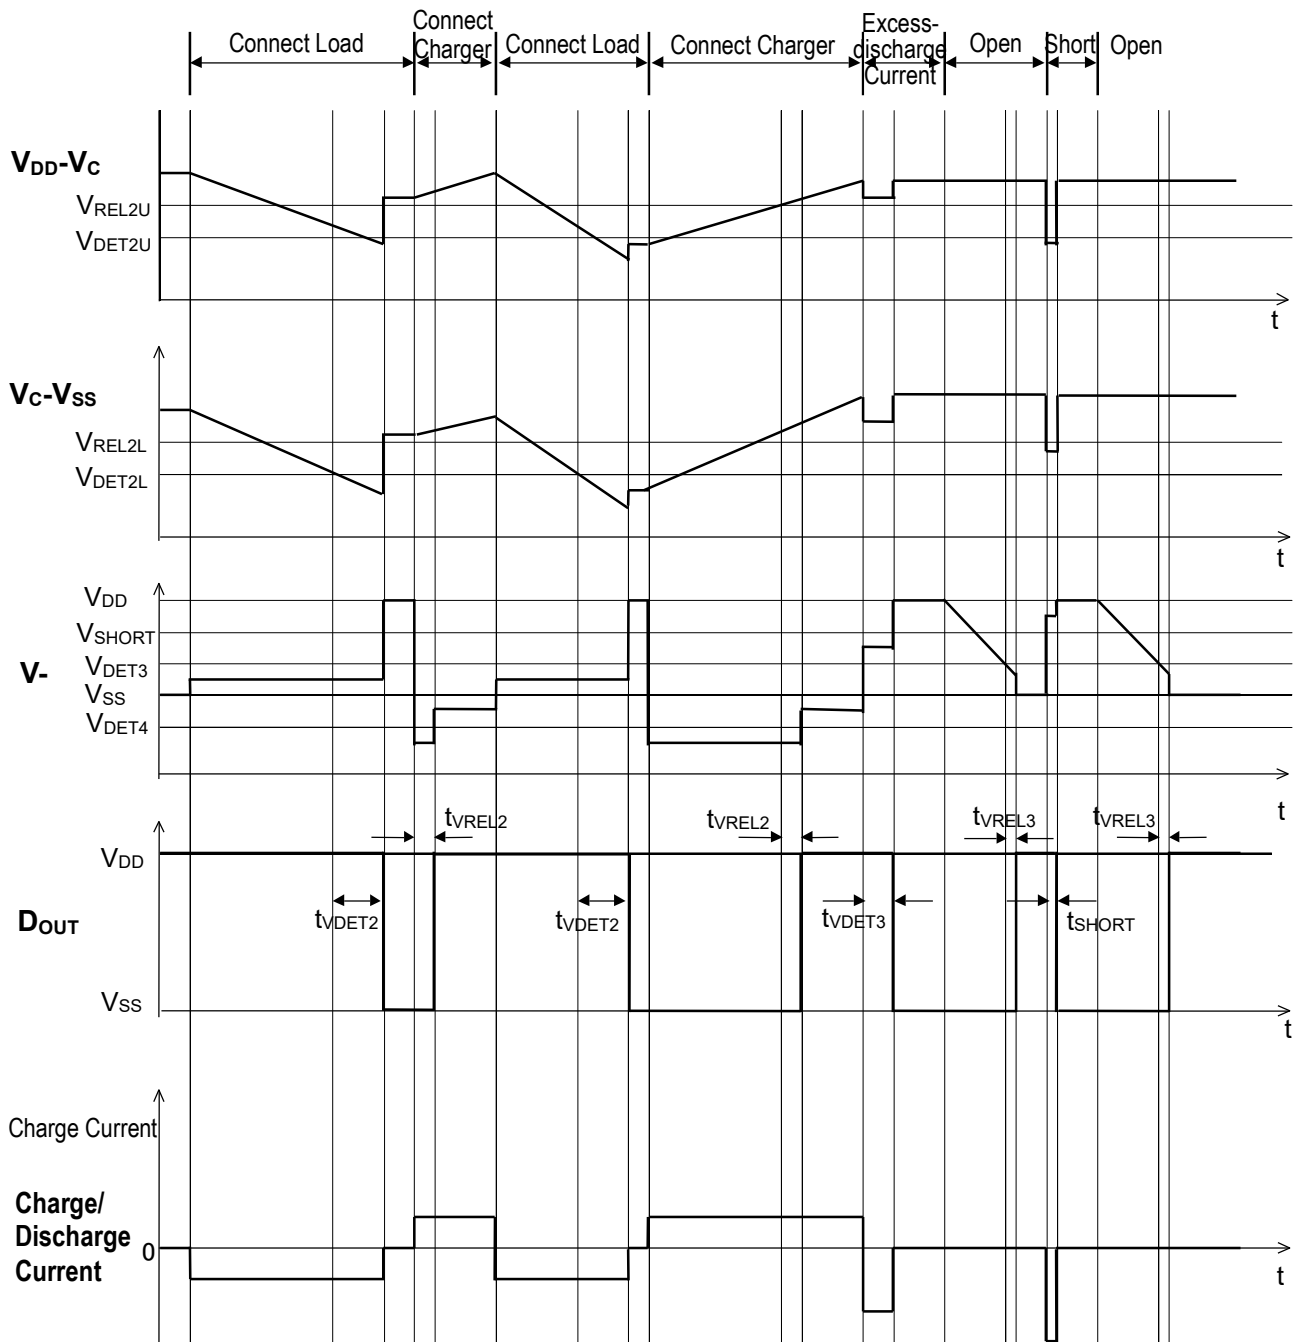 Connect Load
Connect
Charger
Connect Load
Connect Charger
Excess-
discharge
Current
Open
Short
Open
VDD-VC
VREL2U
VDET2U
t
VC-VSS
VREL2L
VDET2L
t
V-
VDD
VSHORT
VDET3
VSS
VDET4
t
DOUT
VDD
tVREL2
tVREL2
tVREL3
tVREL3
tVDET2
tVDET2
tVDET3
tSHORT
VSS
t
Charge Current
Charge/
Discharge
Current
0
t